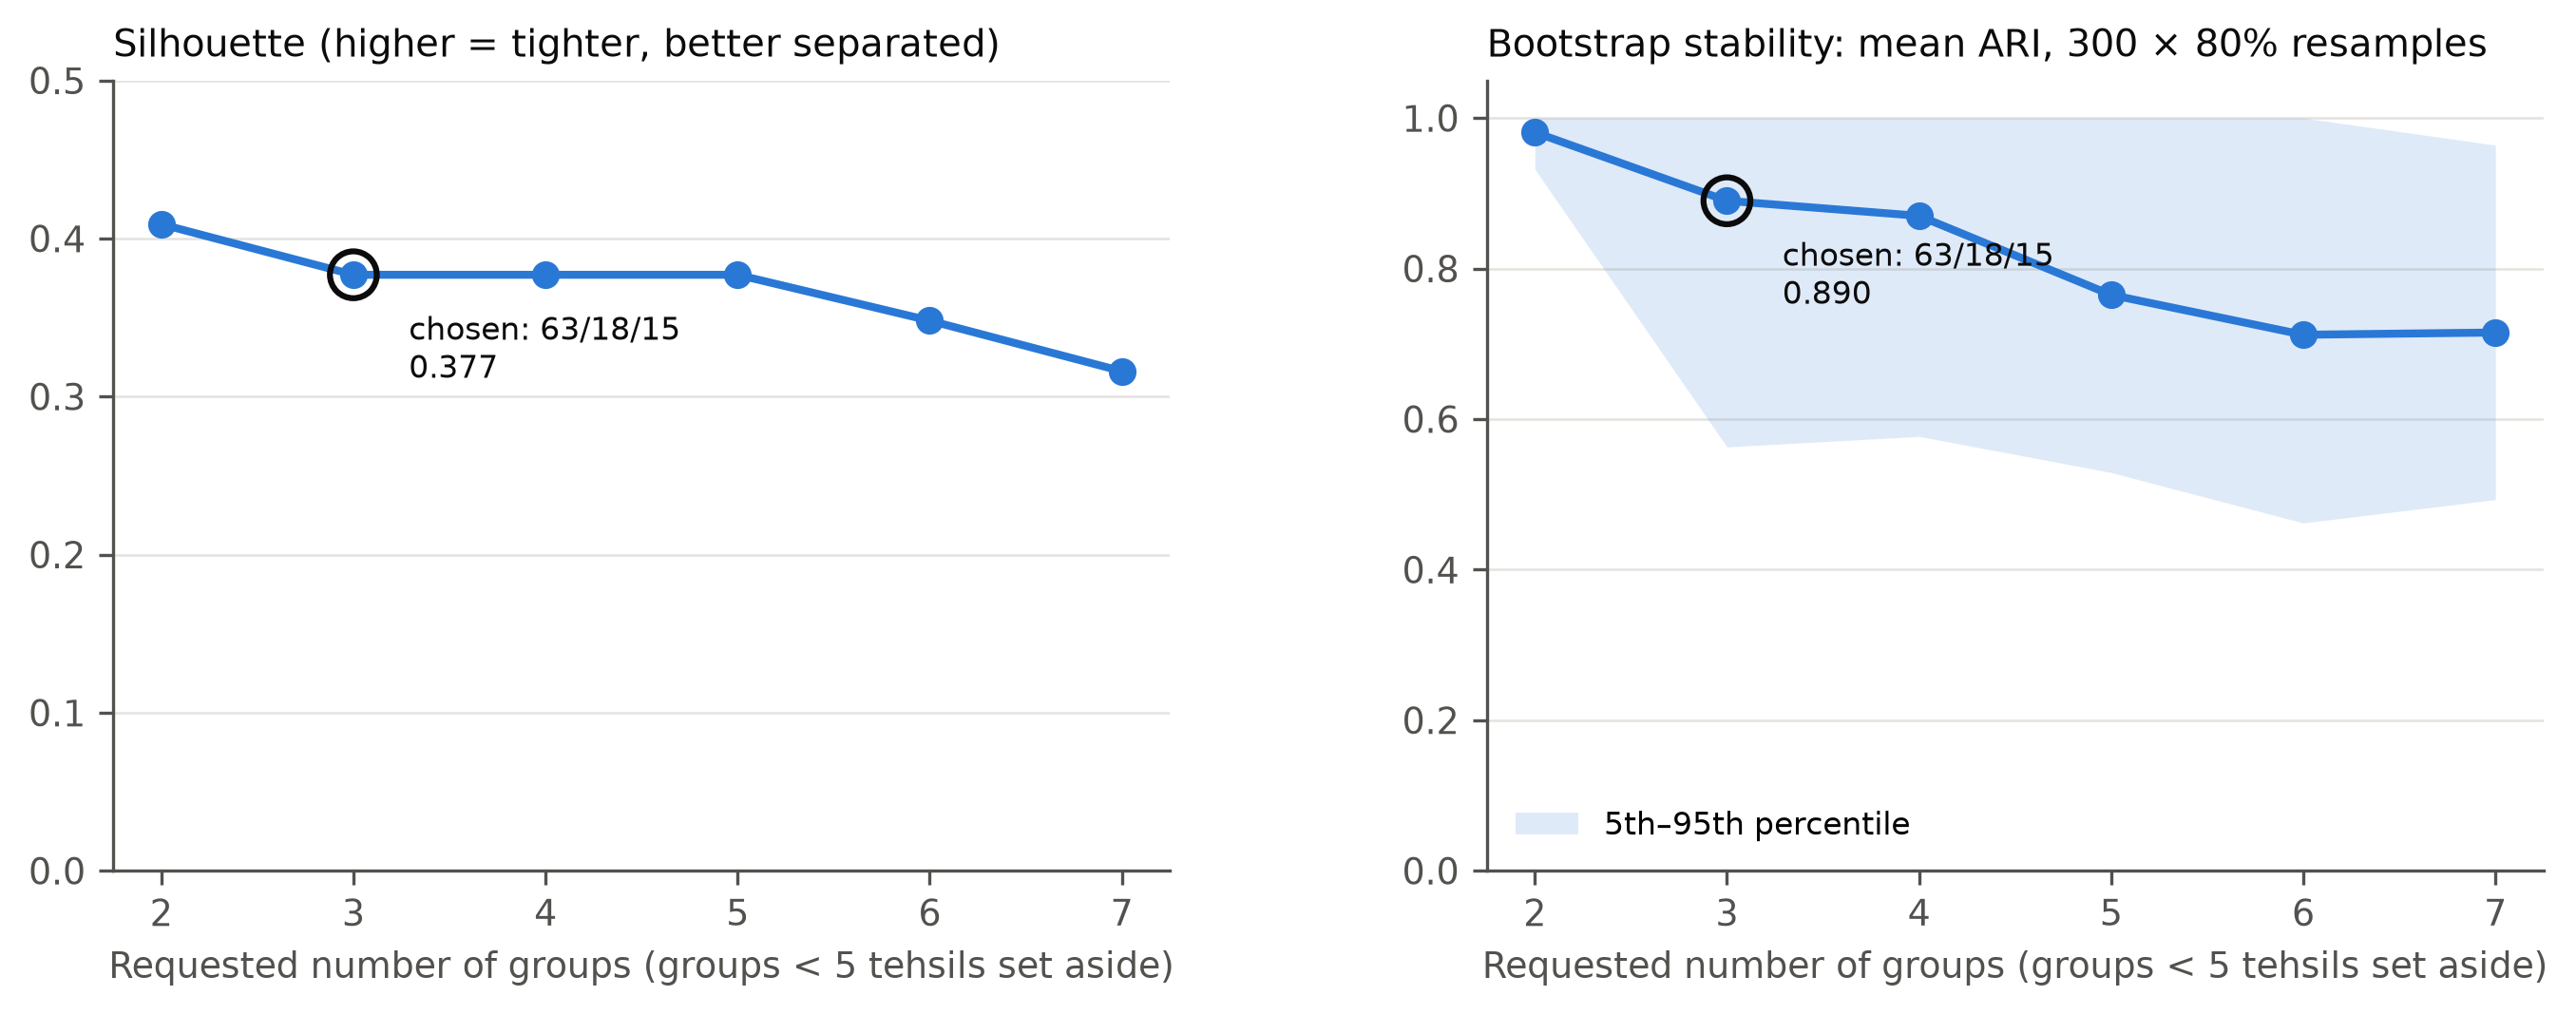 Silhouette (higher = tighter, better separated)
0.5
0.4
0.3
0.2
0.1
0.0
chosen: 63/18/15
0.377
2 3 4 5 6 7
Requested number of groups (groups < 5 tehsils set aside)
Bootstrap stability: mean ARI, 300 × 80% resamples
1.0
0.8
0.6
0.4
0.2
0.0
chosen: 63/18/15
0.890
5th–95th percentile
2 3 4 5 6 7
Requested number of groups (groups < 5 tehsils set aside)